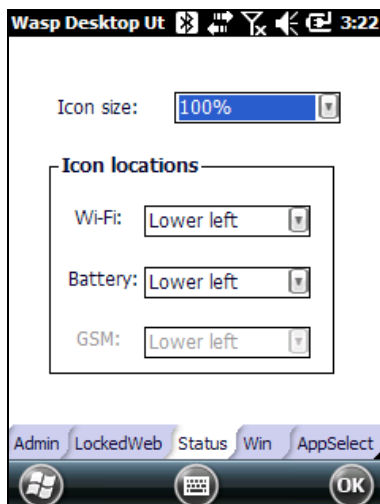 Wasp Desktop Ut 3:22
Icon size: 100%
Icon locations
Wi-Fi: Lower left
Battery: Lower left
GSM: Lower left
Admin LockedWeb Status Win AppSelect
OK